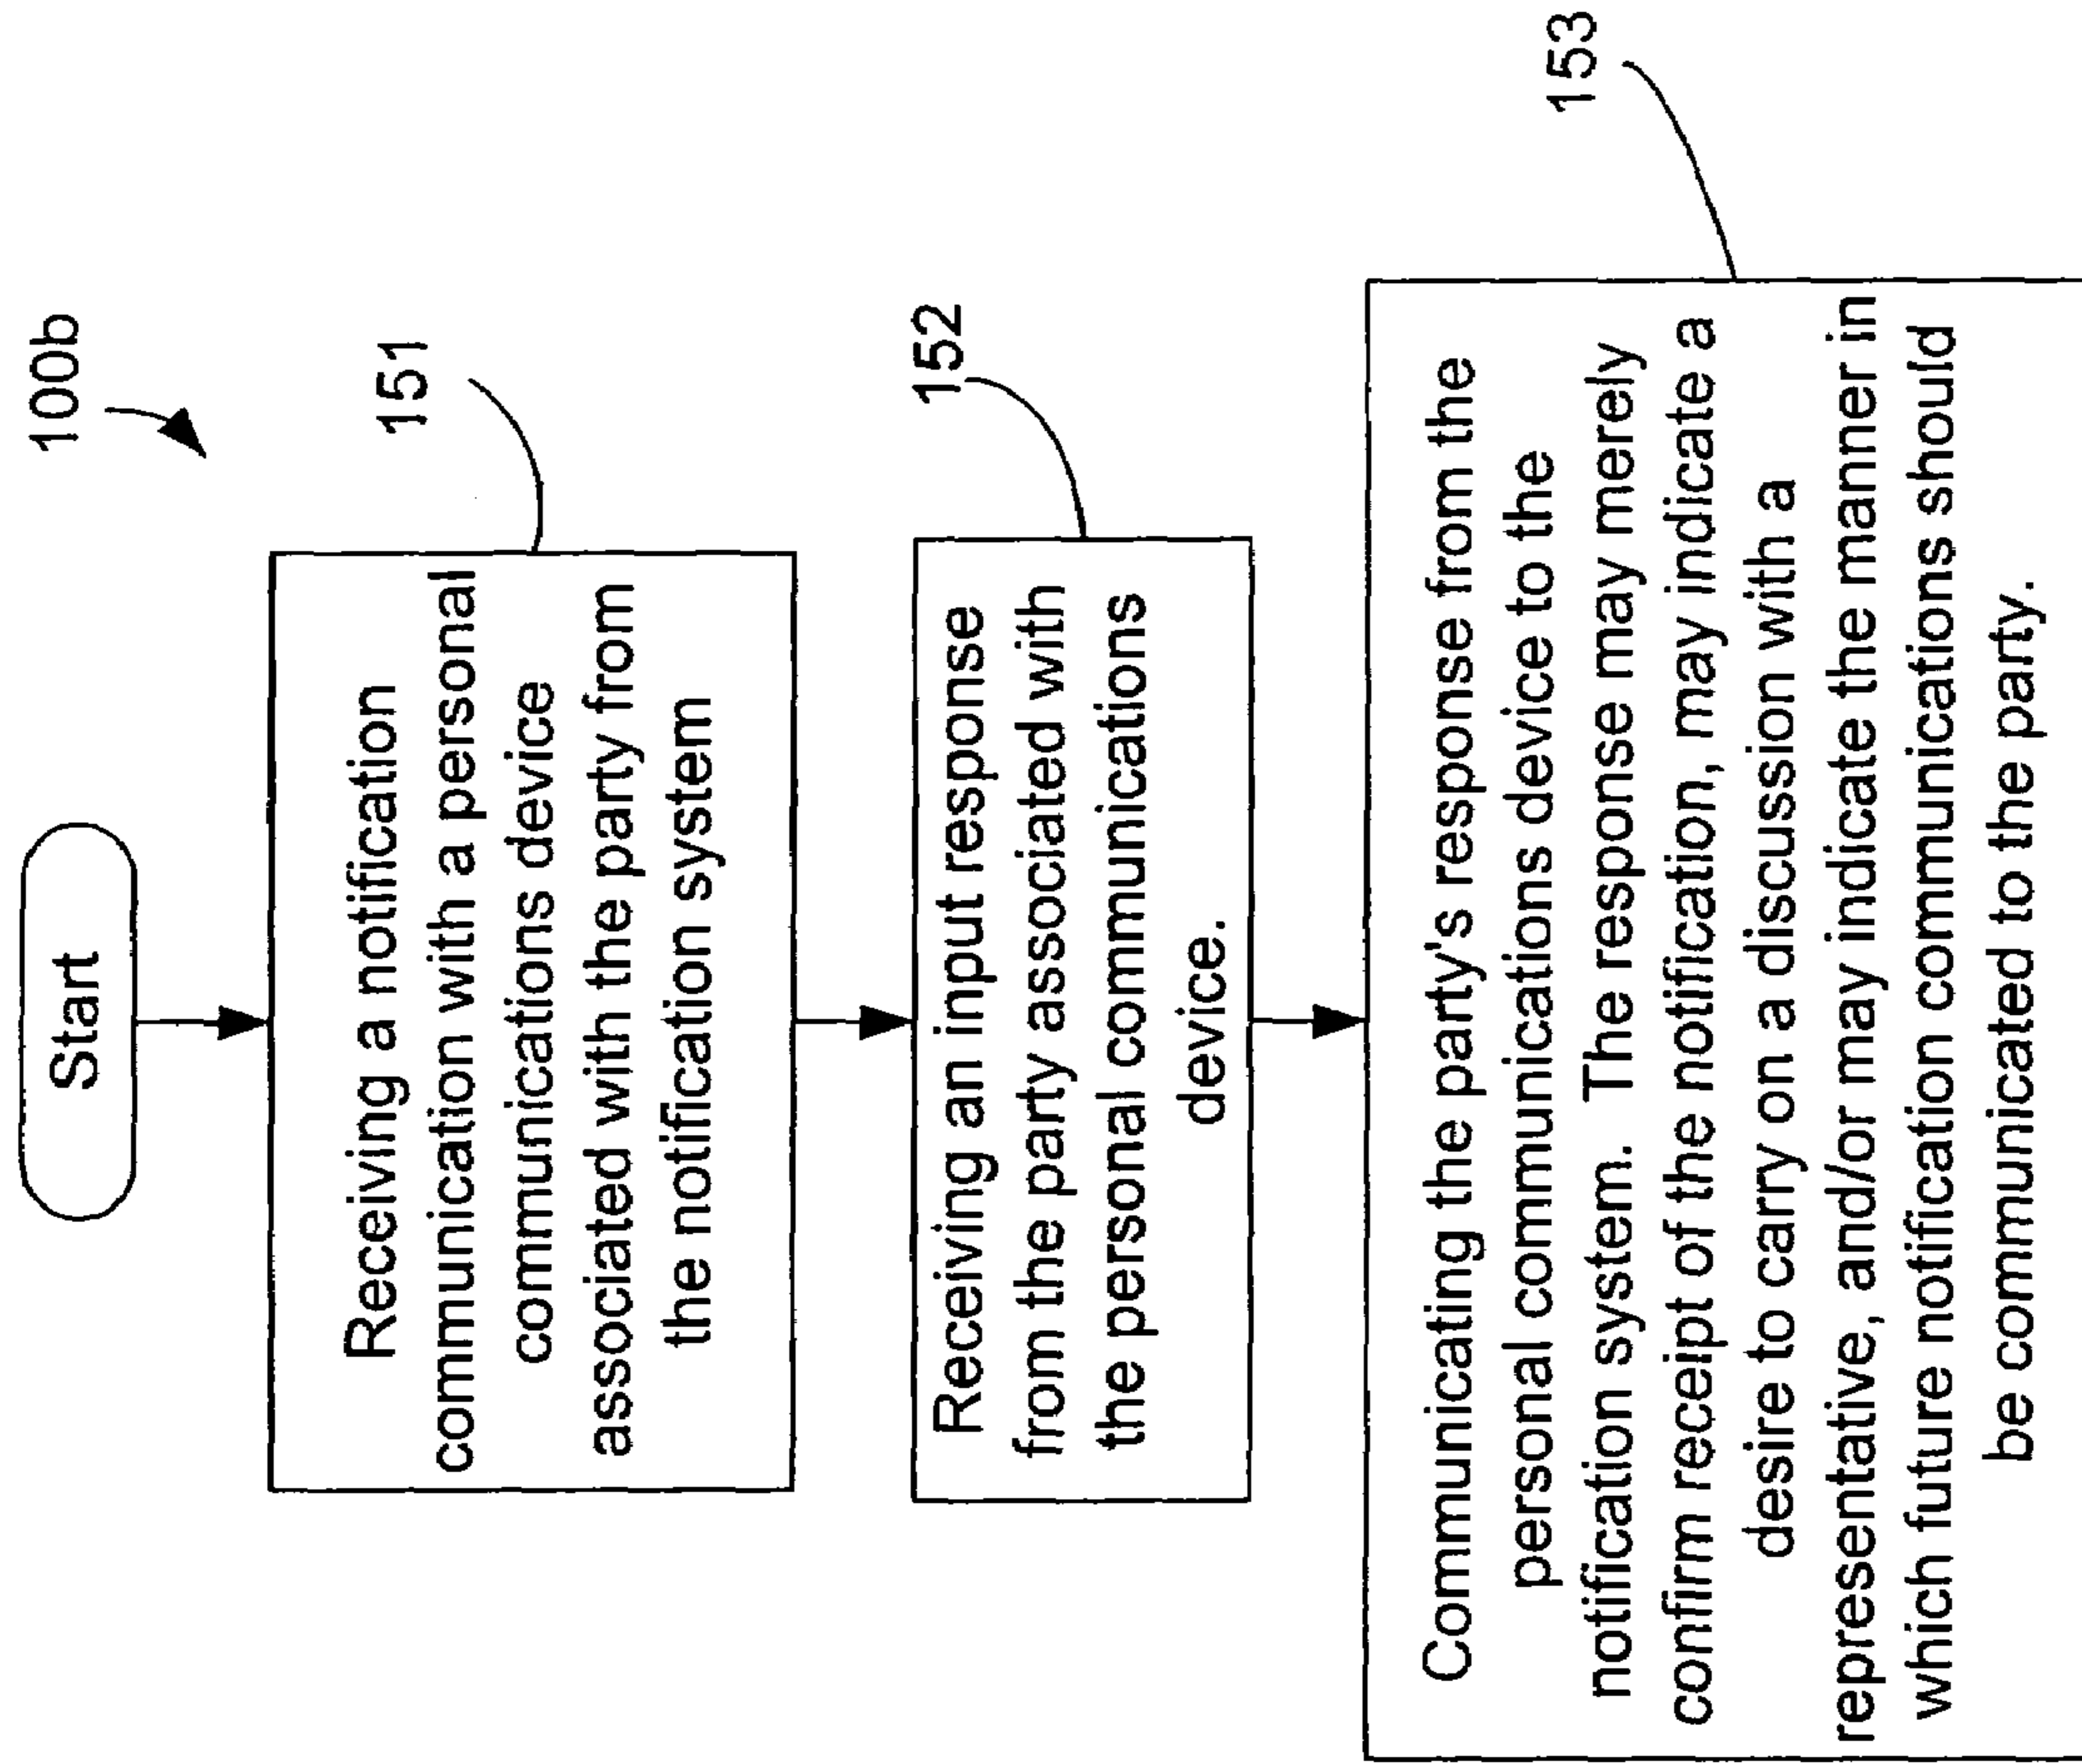 100b
Start
151
Receiving a notification
communication with a personal
communications device
associated with the party from
the notification system
152
Receiving an input response
from the party associated with
the personal communications
device.
153
Communicating the party's response from the
personal communications device to the
notification system.  The response may merely
confirm receipt of the notification, may indicate a
desire to carry on a discussion with a
representative, and/or may indicate the manner in
which future notification communications should
be communicated to the party.